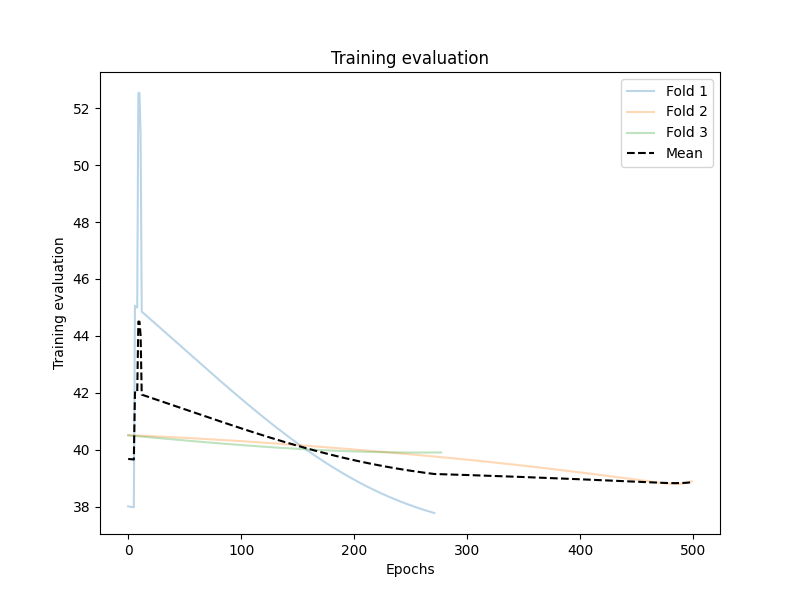 Training evaluation
Fold 1
Fold 2
Fold 3
Mean
Training evaluation
52
50
48
46
44
42
40
38
0 100 200 300 400 500
Epochs